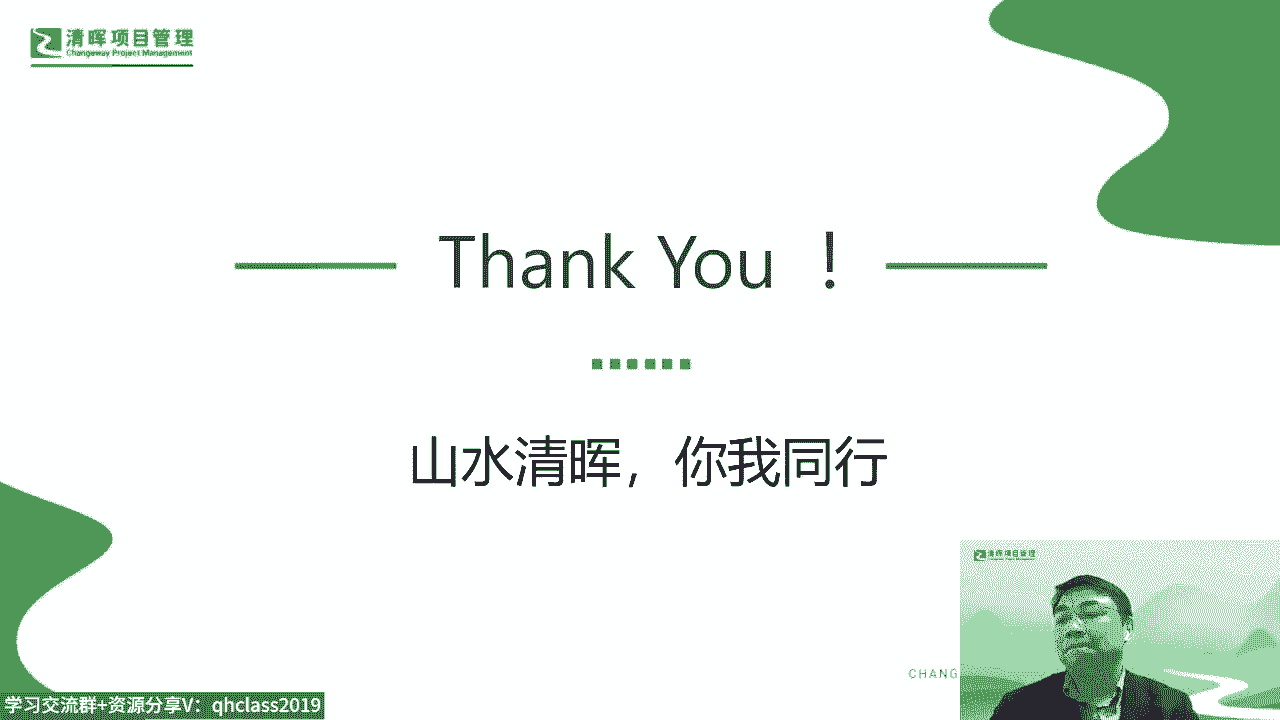 清晖项目管理
Changeway Project Management
Thank You ！
山水清晖，你我同行
清晖项目管理
CHANG
学习交流群+资源分享V：qhclass2019